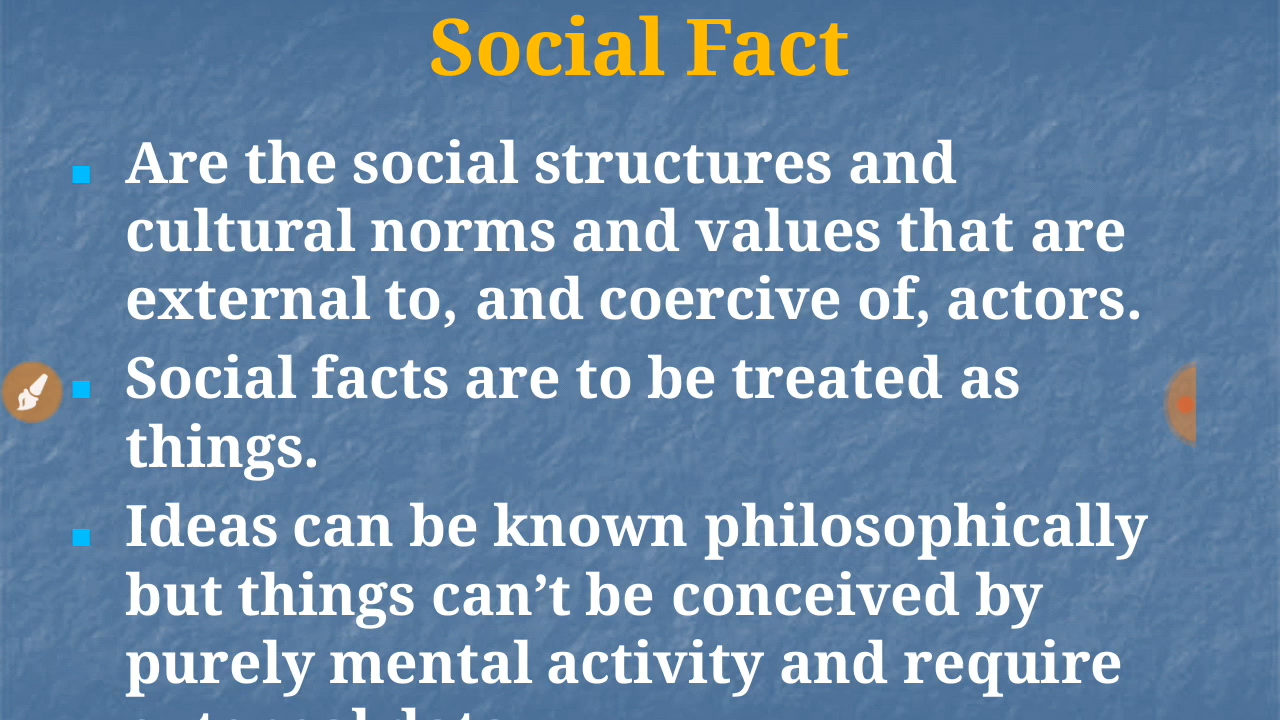 Social Fact
Are the social structures and
cultural norms and values that are
external to, and coercive of, actors.
Social facts are to be treated as
things.
Ideas can be known philosophically
but things can’t be conceived by
purely mental activity and require